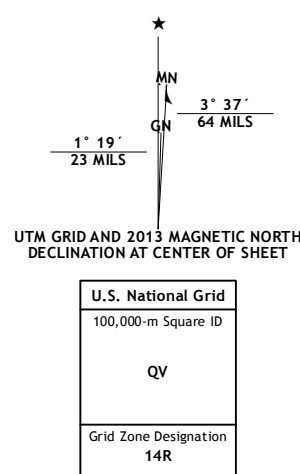 MN
3° 37´
64 MILS
GN
1° 19´
23 MILS
UTM GRID AND 2013 MAGNETIC NORTH
DECLINATION AT CENTER OF SHEET
U.S. National Grid
100,000-m Square ID
QV
Grid Zone Designation
14R